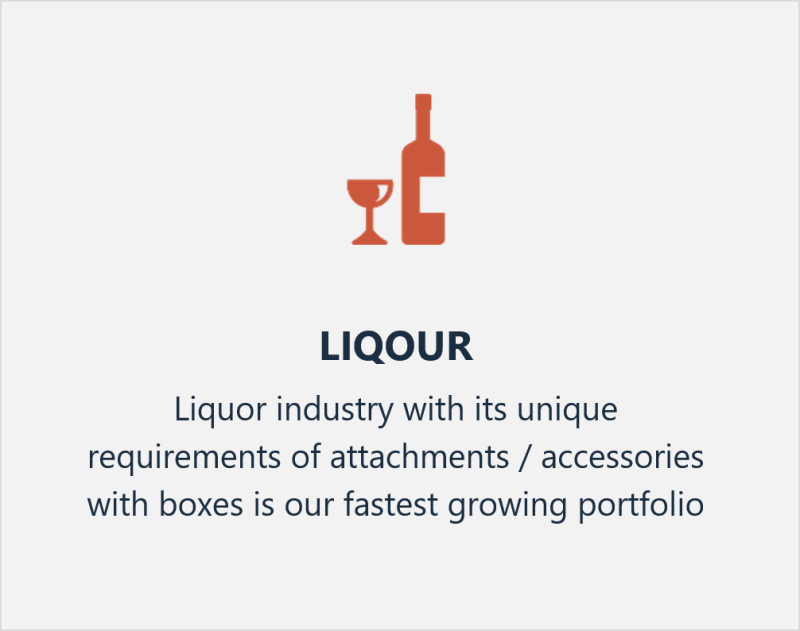 LIQOUR
Liquor industry with its unique
requirements of attachments / accessories
with boxes is our fastest growing portfolio